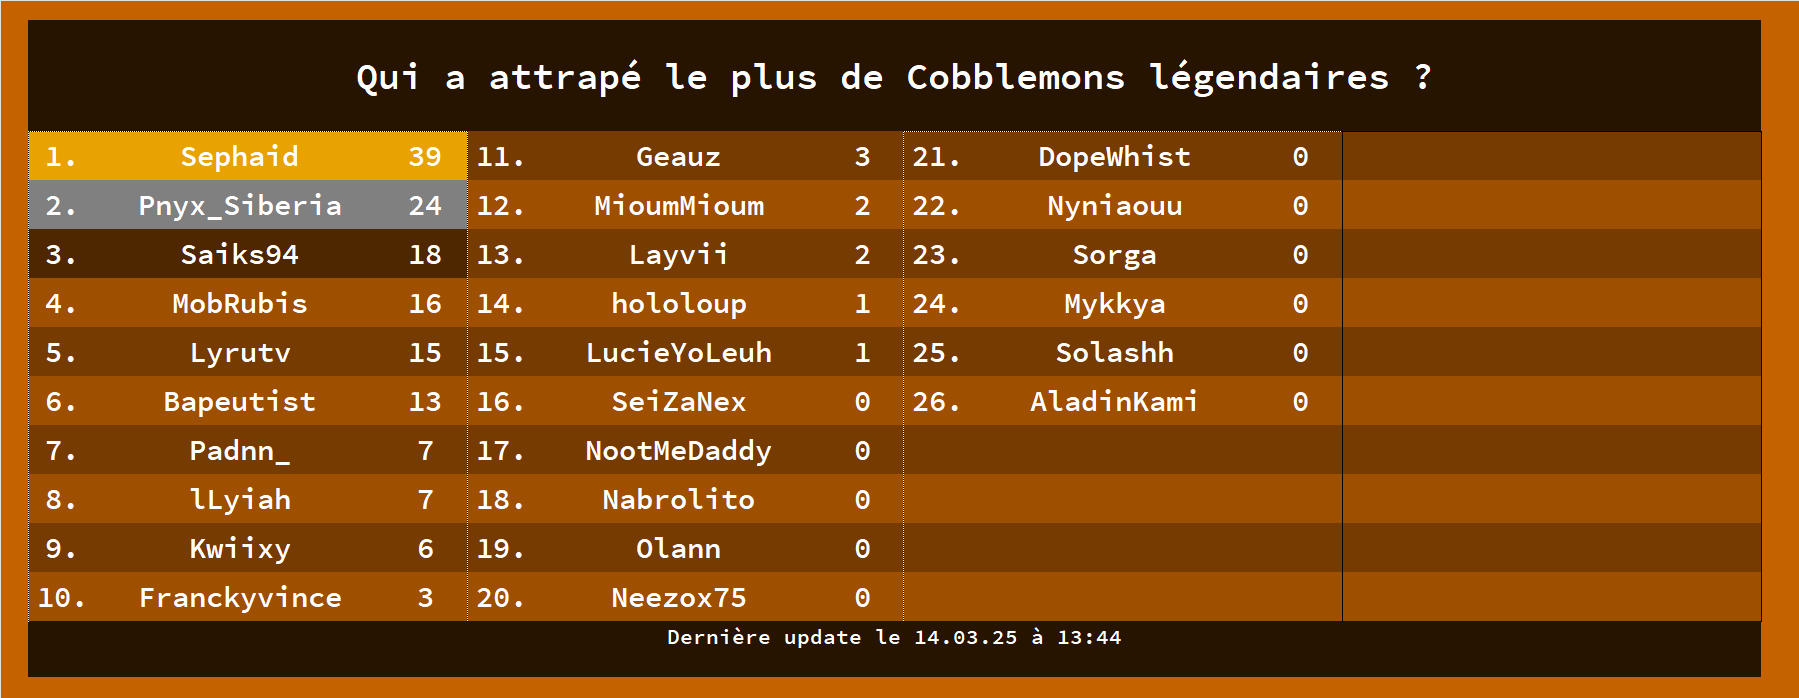 Qui a attrapé le plus de Cobblemons légendaires ?
1. Sephaid 39
2. Pnyx_Siberia 24
3. Saiks94 18
4. MobRubis 16
5. Lyrutv 15
6. Bapeutist 13
7. Padnn_ 7
8. lLyiah 7
9. Kwiixy 6
10. Franckyvince 3
11. Geauz 3
12. MioumMioum 2
13. Layvii 2
14. hololoup 1
15. LucieYoLeuh 1
16. SeiZaNex 0
17. NootMeDaddy 0
18. Nabrolito 0
19. Olann 0
20. Neezox75 0
21. DopeWhist 0
22. Nyniaouu 0
23. Sorga 0
24. Mykkya 0
25. Solashh 0
26. AladinKami 0
Dernière update le 14.03.25 à 13:44